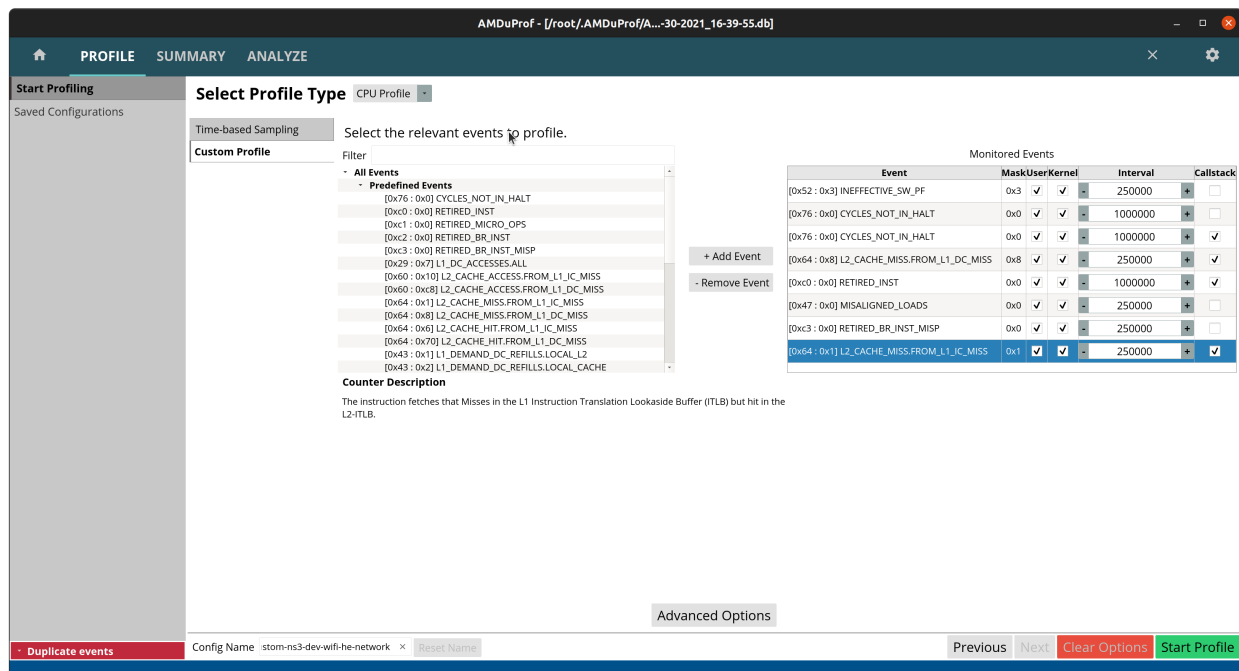 AMDuProf - [/root/.AMDuProf/A...-30-2021_16-39-55.db]
PROFILE SUMMARY ANALYZE
Start Profiling
Saved Configurations
Select Profile Type CPU Profile
Time-based Sampling
Custom Profile
Select the relevant events to profile.
Filter
All Events
Predefined Events
[0x76 : 0x0] CYCLES_NOT_IN_HALT
[0xc0 : 0x0] RETIRED_INST
[0xc1 : 0x0] RETIRED_MICRO_OPS
[0xc2 : 0x0] RETIRED_BR_INST
[0xc3 : 0x0] RETIRED_BR_INST_MISP
[0x29 : 0x7] L1_DC_ACCESSES.ALL
[0x60 : 0x10] L2_CACHE_ACCESS.FROM_L1_IC_MISS
[0x60 : 0xc8] L2_CACHE_ACCESS.FROM_L1_DC_MISS
[0x64 : 0x1] L2_CACHE_MISS.FROM_L1_IC_MISS
[0x64 : 0x8] L2_CACHE_MISS.FROM_L1_DC_MISS
[0x64 : 0x6] L2_CACHE_HIT.FROM_L1_IC_MISS
[0x64 : 0x70] L2_CACHE_HIT.FROM_L1_DC_MISS
[0x43 : 0x1] L1_DEMAND_DC_REFILLS.LOCAL_L2
[0x43 : 0x2] L1_DEMAND_DC_REFILLS.LOCAL_CACHE
Counter Description
The instruction fetches that Misses in the L1 Instruction Translation Lookaside Buffer (ITLB) but hit in the
L2-ITLB.
+ Add Event
- Remove Event
Monitored Events
Event Mask User Kernel Interval Callstack
[0x52 : 0x3] INEFFECTIVE_SW_PF 0x3 - 250000 +
[0x76 : 0x0] CYCLES_NOT_IN_HALT 0x0 - 1000000 +
[0x76 : 0x0] CYCLES_NOT_IN_HALT 0x0 - 1000000 +
[0x64 : 0x8] L2_CACHE_MISS.FROM_L1_DC_MISS 0x8 - 250000 +
[0xc0 : 0x0] RETIRED_INST 0x0 - 1000000 +
[0x47 : 0x0] MISALIGNED_LOADS 0x0 - 250000 +
[0xc3 : 0x0] RETIRED_BR_INST_MISP 0x0 - 250000 +
[0x64 : 0x1] L2_CACHE_MISS.FROM_L1_IC_MISS 0x1 - 250000 +
Advanced Options
Duplicate events
Config Name stom-ns3-dev-wifi-he-network Reset Name Previous Next Clear Options Start Profile